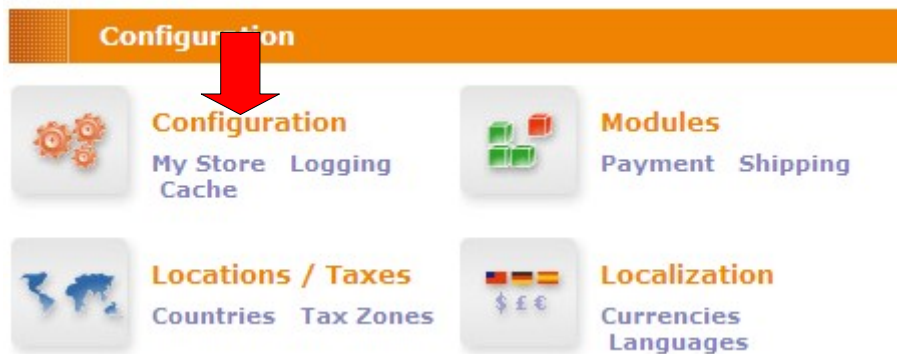 Configuration
Configuration
My Store Logging
Cache
Modules
Payment Shipping
Locations / Taxes
Countries Tax Zones
$ £ €
Localization
Currencies
Languages